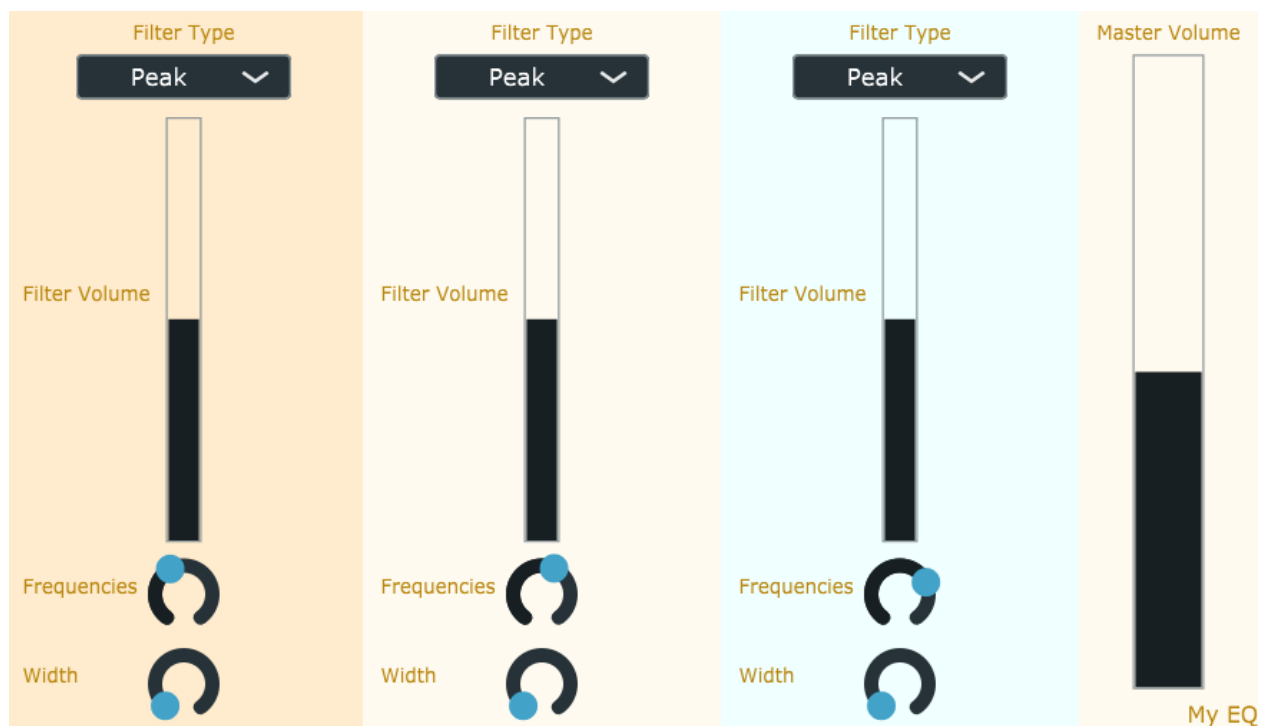 Filter Type
Peak
Filter Volume
Frequencies
Width
Filter Type
Peak
Filter Volume
Frequencies
Width
Filter Type
Peak
Filter Volume
Frequencies
Width
Master Volume
My EQ